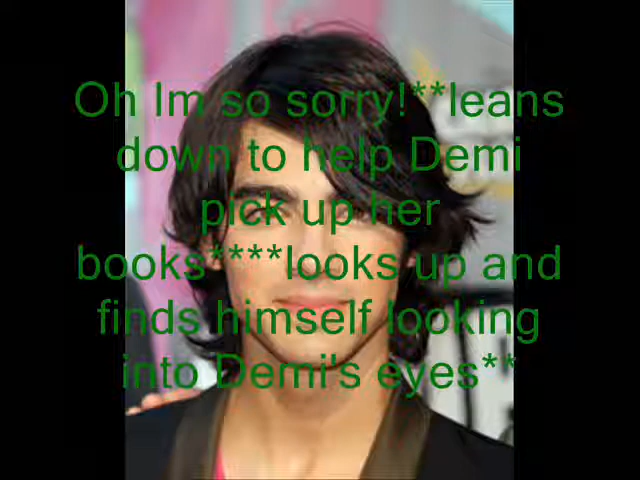 Oh Im so sorry!**leans
down to help Demi
pick up her
books****looks up and
finds himself looking
into Demi's eyes**